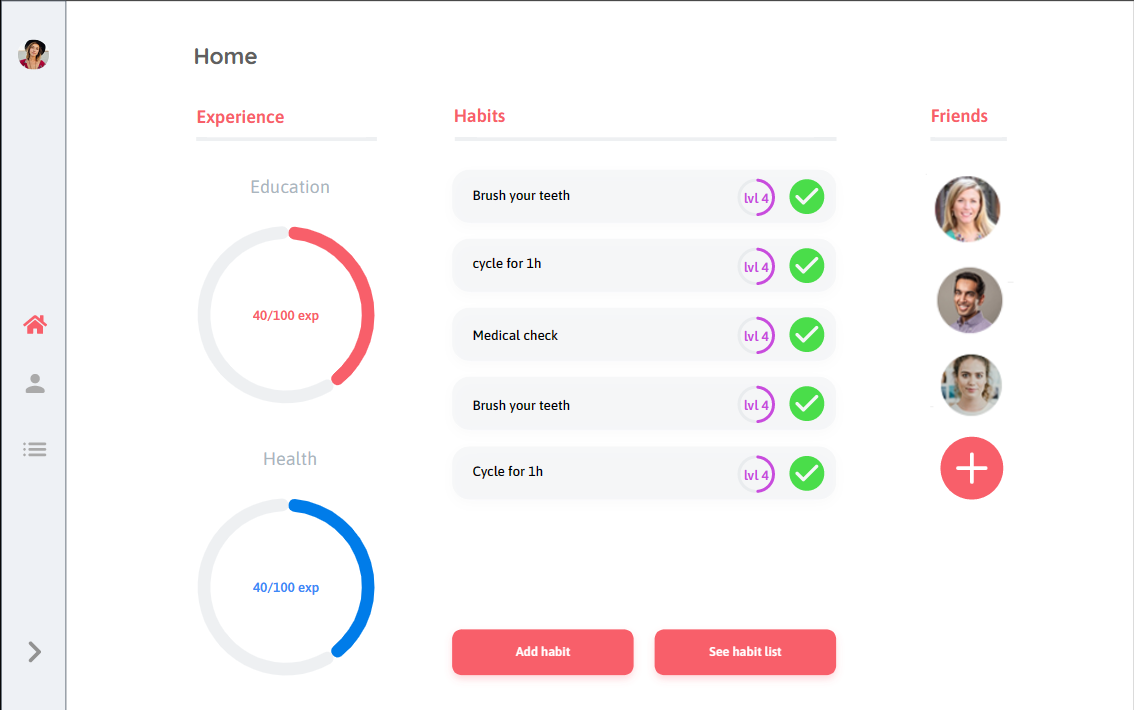 Home
Experience
Education
40/100 exp
Health
40/100 exp
Habits
Brush your teeth
lvl 4
cycle for 1h
lvl 4
Medical check
lvl 4
Brush your teeth
lvl 4
Cycle for 1h
lvl 4
Add habit
See habit list
Friends